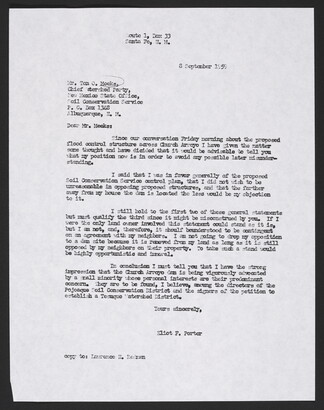 Route 1, Box 33
Santa Fe, N. M.
8 September 1959
Mr. Tom O. Meeks,
Chief Watershed Party,
New Mexico State Office,
Soil Conservation Service
P. O. Box 1348
Albuquerque, N. M.
Dear Mr. Meeks:
Since our conversation Friday morning about the proposed
flood control structure across Church Arroyo I have given the matter
some thought and have decided that it would be advisable to tell you
what my position now is in order to avoid my possible later misunder-
standing.
I said that I was in favor generally of the proposed
Soil Conservation Service control plan, that I did not wish to be
unreasonable in opposing proposed structures, and that the farther
away from my house the dam is located the less would be my objection
to it.
I still hold to the first two of these general statements
but must qualify the third since it might be misconstrued by you. If I
were the only land owner involved this statement could stand as it is,
but I am not, and, therefore, it should beunderstood to be contingent
on an agreement with my neighbors. I am not going to drop my opposition
to a dam site because it is removed from my land as long as it is still
opposed by my neighbors on their property. To take such a stand would
be highly opportunistic and immoral.
In conclusion I must tell you that I have the strong
impression that the Church Arroyo dam is being vigorously advocated
by a small minority whose personal interests are their predominant
concern. They are to be found, I believe, among the directors of the
Pojoaque Soil Conservation District and the signers of the petition to
establish a Tesuque Watershed District.
Yours sincerely,
Eliot F. Porter
copy to: